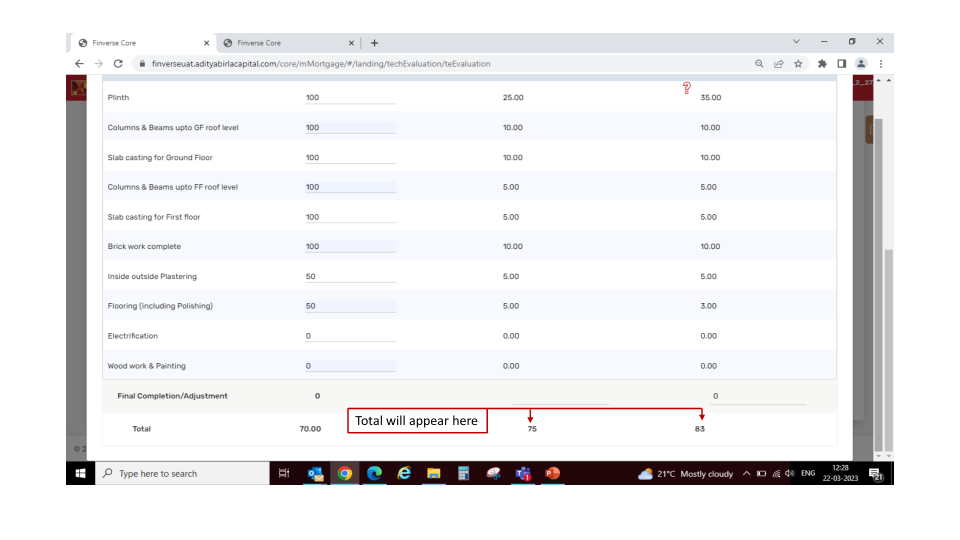 Finverse Core × Finverse Core × +
finverseuat.adityabirlacapital.com/core/mMortgage/#/landing/techEvaluation/teEvaluation
Plinth 100 25.00 ? 35.00
Columns & Beams upto GF roof level 100 10.00 10.00
Slab casting for Ground Floor 100 10.00 10.00
Columns & Beams upto FF roof level 100 5.00 5.00
Slab casting for First floor 100 5.00 5.00
Brick work complete 100 10.00 10.00
Inside outside Plastering 50 5.00 5.00
Flooring (including Polishing) 50 5.00 3.00
Electrification 0 0.00 0.00
Wood work & Painting 0 0.00 0.00
Final Completion/Adjustment 0 0
Total will appear here
Total 70.00 75 83
© 2
Type here to search 21°C Mostly cloudy ENG 12:28
22-03-2023 21